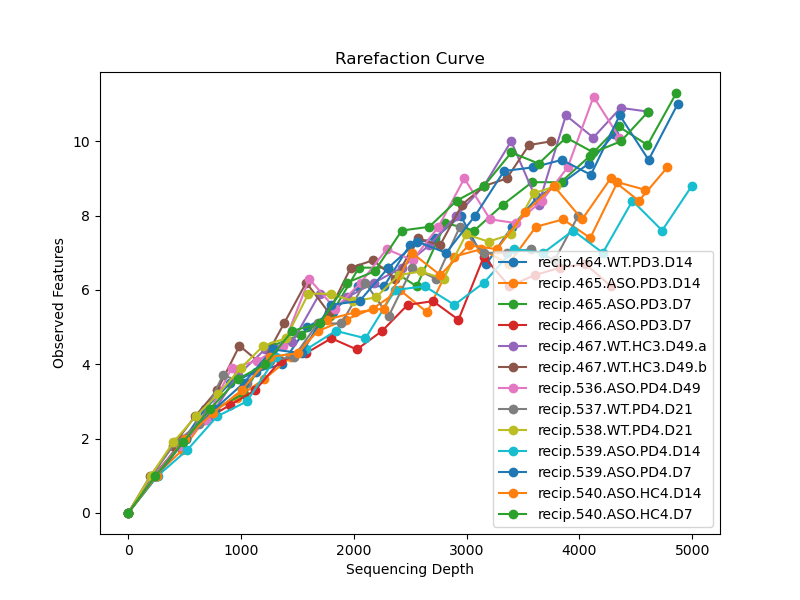 Rarefaction Curve
Observed Features
10
8
6
4
2
0
recip.464.WT.PD3.D14
recip.465.ASO.PD3.D14
recip.465.ASO.PD3.D7
recip.466.ASO.PD3.D7
recip.467.WT.HC3.D49.a
recip.467.WT.HC3.D49.b
recip.536.ASO.PD4.D49
recip.537.WT.PD4.D21
recip.538.WT.PD4.D21
recip.539.ASO.PD4.D14
recip.539.ASO.PD4.D7
recip.540.ASO.HC4.D14
recip.540.ASO.HC4.D7
0 1000 2000 3000 4000 5000
Sequencing Depth